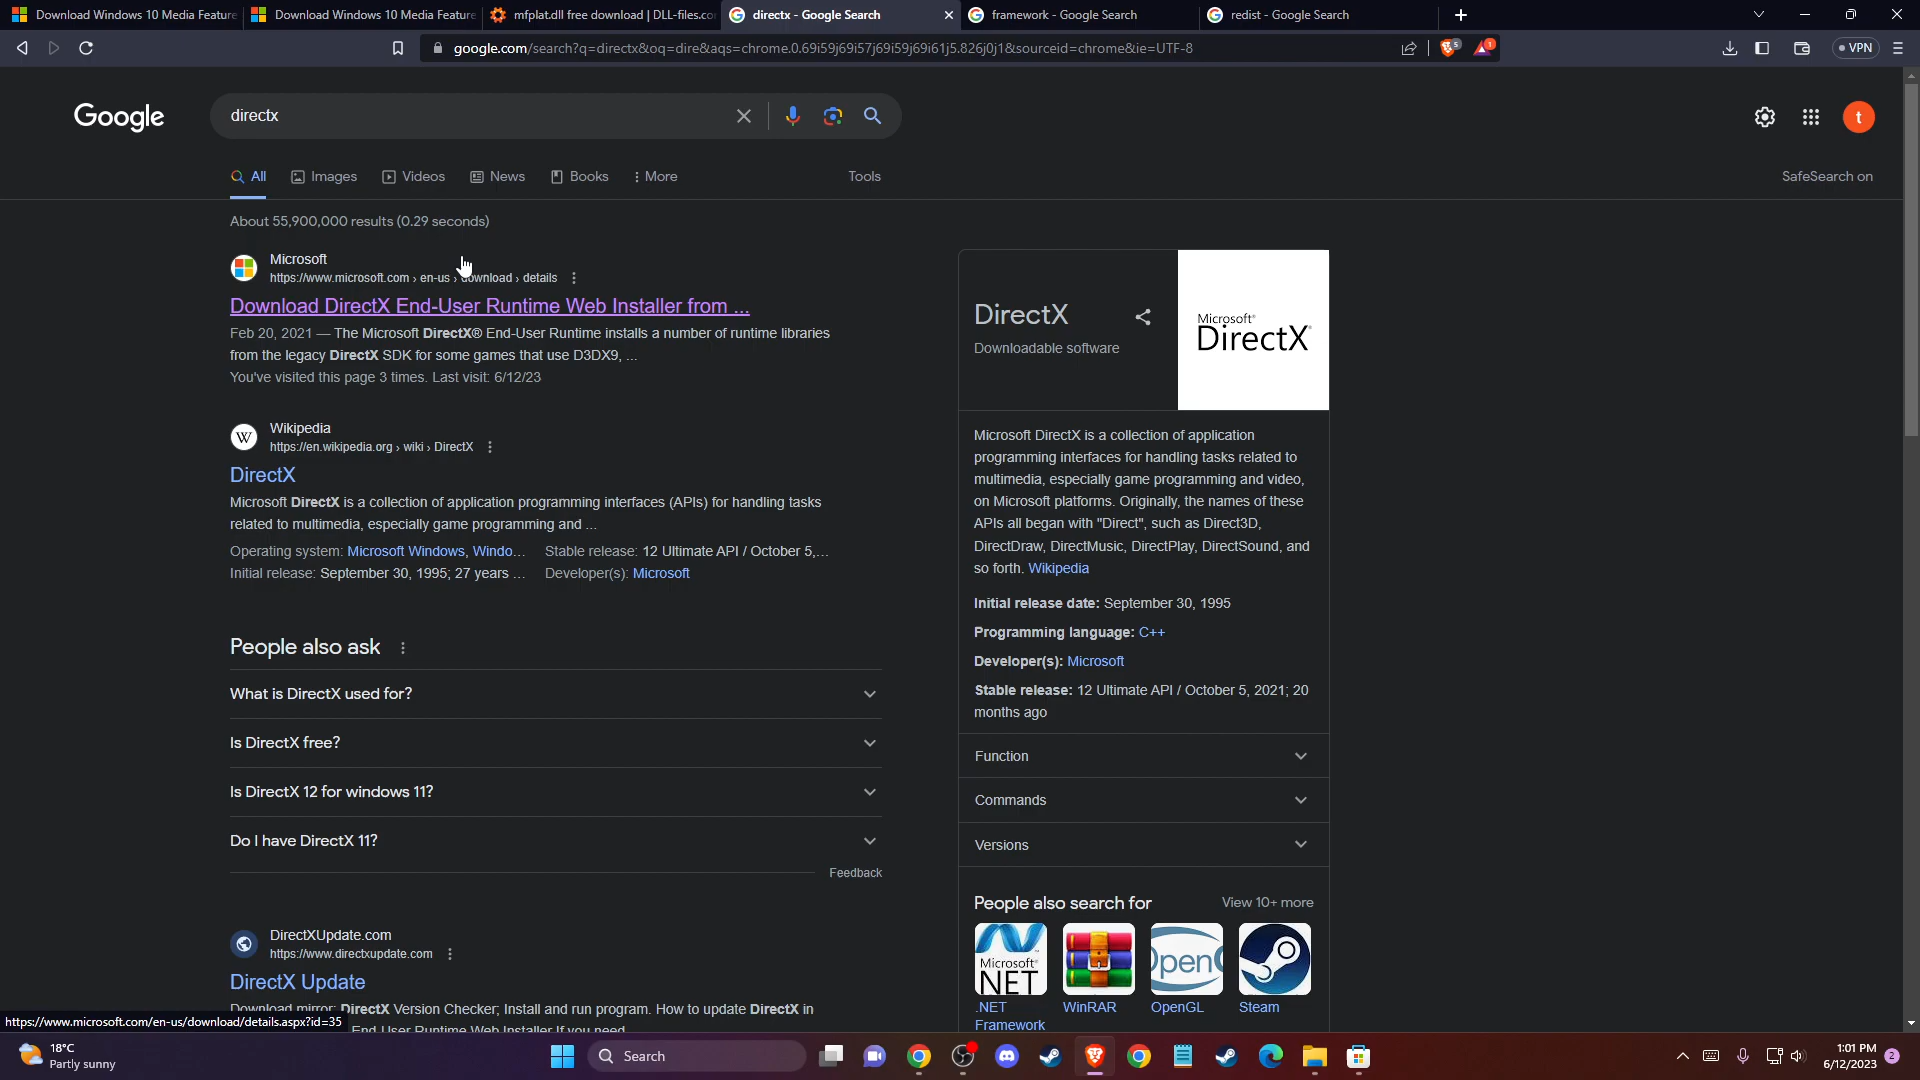 Download Windows 10 Media Feature
Download Windows 10 Media Feature
mfplat.dll free download | DLL-files.co
directx - Google Search
framework - Google Search
redist - Google Search
google.com/search?q=directx&oq=dire&aqs=chrome.0.69i59j69i57j69i59j69i61j5.826j0j1&sourceid=chrome&ie=UTF-8
5
1
VPN
Google
directx
t
All
Images
Videos
News
Books
More
Tools
SafeSearch on
About 55,900,000 results (0.29 seconds)
Microsoft
https://www.microsoft.com › en-us › download › details
Download DirectX End-User Runtime Web Installer from ...
Feb 20, 2021 — The Microsoft DirectX® End-User Runtime installs a number of runtime libraries
from the legacy DirectX SDK for some games that use D3DX9, ...
You've visited this page 3 times. Last visit: 6/12/23
W
Wikipedia
https://en.wikipedia.org › wiki › DirectX
DirectX
Microsoft DirectX is a collection of application programming interfaces (APIs) for handling tasks
related to multimedia, especially game programming and ...
Operating system: Microsoft Windows, Windo... Stable release: 12 Ultimate API / October 5,...
Initial release: September 30, 1995; 27 years ... Developer(s): Microsoft
People also ask
What is DirectX used for?
Is DirectX free?
Is DirectX 12 for windows 11?
Do I have DirectX 11?
Feedback
DirectXUpdate.com
https://www.directxupdate.com
DirectX Update
Download mirror; DirectX Version Checker; Install and run program. How to update DirectX in
End User Runtime Web Installer If you need
DirectX
Downloadable software
Microsoft®
DirectX
Microsoft DirectX is a collection of application
programming interfaces for handling tasks related to
multimedia, especially game programming and video,
on Microsoft platforms. Originally, the names of these
APIs all began with "Direct", such as Direct3D,
DirectDraw, DirectMusic, DirectPlay, DirectSound, and
so forth. Wikipedia
Initial release date: September 30, 1995
Programming language: C++
Developer(s): Microsoft
Stable release: 12 Ultimate API / October 5, 2021; 20
months ago
Function
Commands
Versions
People also search for
View 10+ more
Microsoft®
NET
OpenG
.NET
Framework
WinRAR
OpenGL
Steam
https://www.microsoft.com/en-us/download/details.aspx?id=35
18°C
Partly sunny
Search
1:01 PM
6/12/2023
2